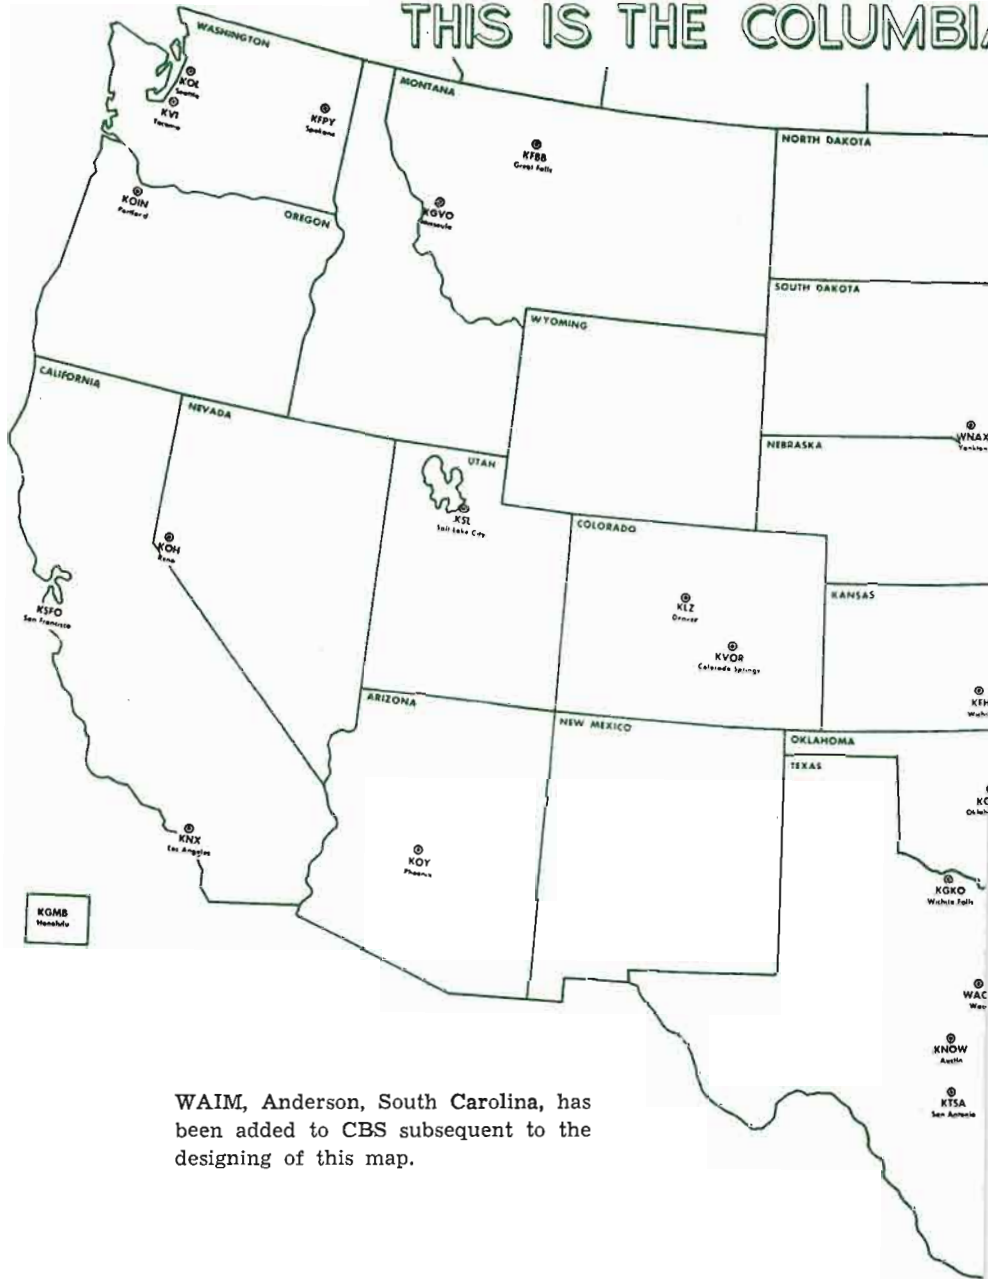 THIS IS THE COLUMBIA
WASHINGTON
KOL
Seattle
KVI
Tacoma
KFPY
Spokane
MONTANA
KFBB
Great Falls
KGVO
Missoula
NORTH DAKOTA
KOIN
Portland
OREGON
SOUTH DAKOTA
WYOMING
CALIFORNIA
NEVADA
UTAH
NEBRASKA
WNAX
Yankton
KSL
Salt Lake City
COLORADO
KOH
Reno
KANSAS
KLZ
Denver
KSFO
San Francisco
KVOR
Colorado Springs
KFH
ARIZONA
NEW MEXICO
OKLAHOMA
TEXAS
KNX
Los Angeles
KOY
Phoenix
KGKO
Wichita Falls
KGMB
Honolulu
WAC
KNOW
Austin
KTSA
San Antonio
WAIM, Anderson, South Carolina, has
been added to CBS subsequent to the
designing of this map.